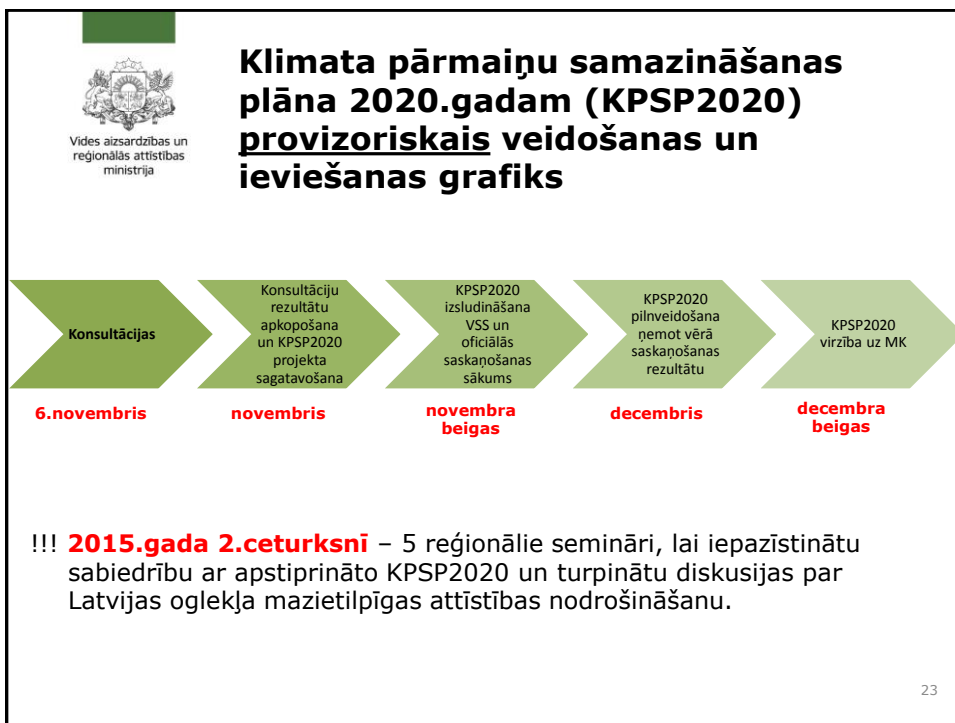 Vides aizsardzības un
reģionālās attīstības
ministrija
Klimata pārmaiņu samazināšanas
plāna 2020.gadam (KPSP2020)
provizoriskais veidošanas un
ieviešanas grafiks
Konsultācijas
Konsultāciju
rezultātu
apkopošana
un KPSP2020
projekta
sagatavošana
KPSP2020
izsludināšana
VSS un
oficiālās
saskaņošanas
sākums
KPSP2020
pilnveidošana
ņemot vērā
saskaņošanas
rezultātu
KPSP2020
virzība uz MK
6.novembris
novembris
novembra
beigas
decembris
decembra
beigas
!!! 2015.gada 2.ceturksnī – 5 reģionālie semināri, lai iepazīstinātu
sabiedrību ar apstiprināto KPSP2020 un turpinātu diskusijas par
Latvijas oglekļa mazietilpīgas attīstības nodrošināšanu.
23